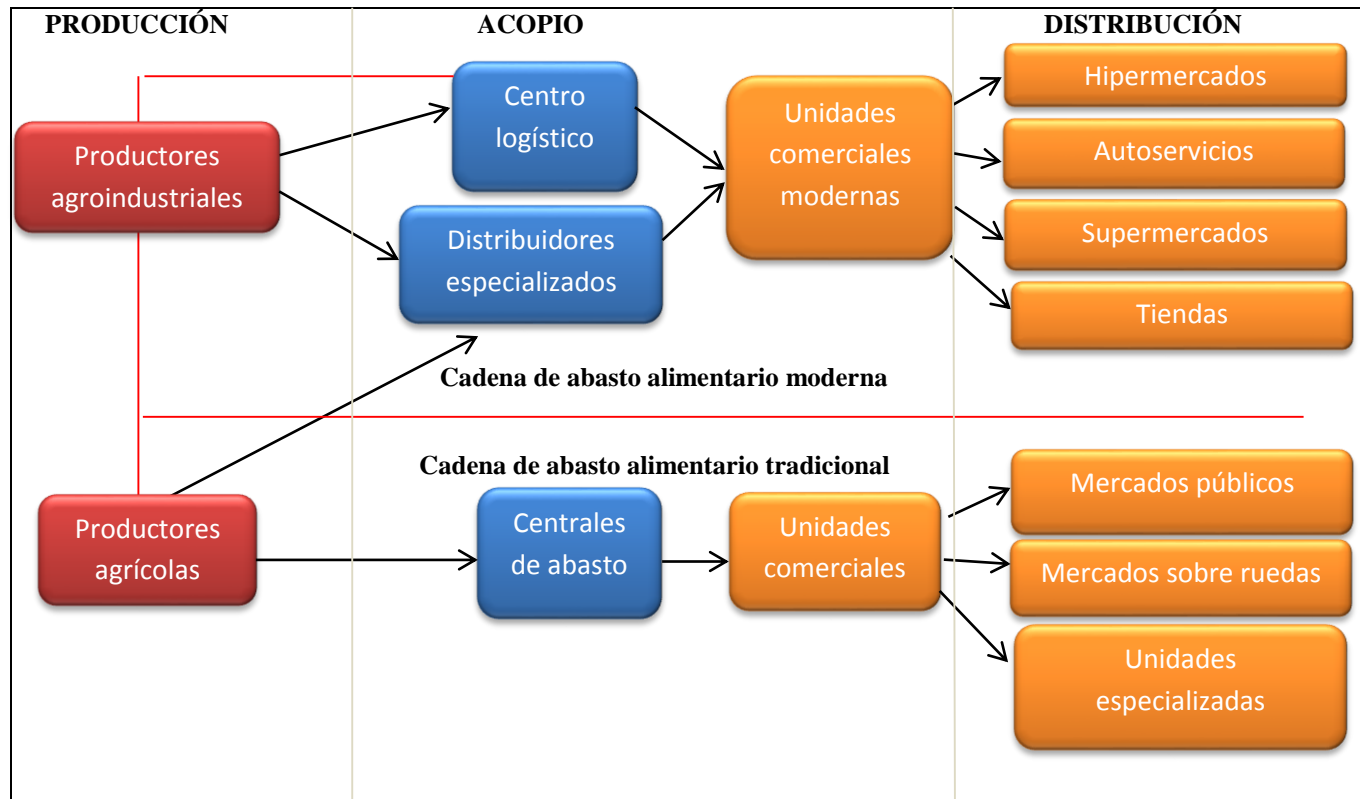 PRODUCCIÓN
ACOPIO
DISTRIBUCIÓN
Productores
agroindustriales
Centro
logístico
Distribuidores
especializados
Unidades
comerciales
modernas
Hipermercados
Autoservicios
Supermercados
Tiendas
Cadena de abasto alimentario moderna
Cadena de abasto alimentario tradicional
Productores
agrícolas
Centrales
de abasto
Unidades
comerciales
Mercados públicos
Mercados sobre ruedas
Unidades
especializadas